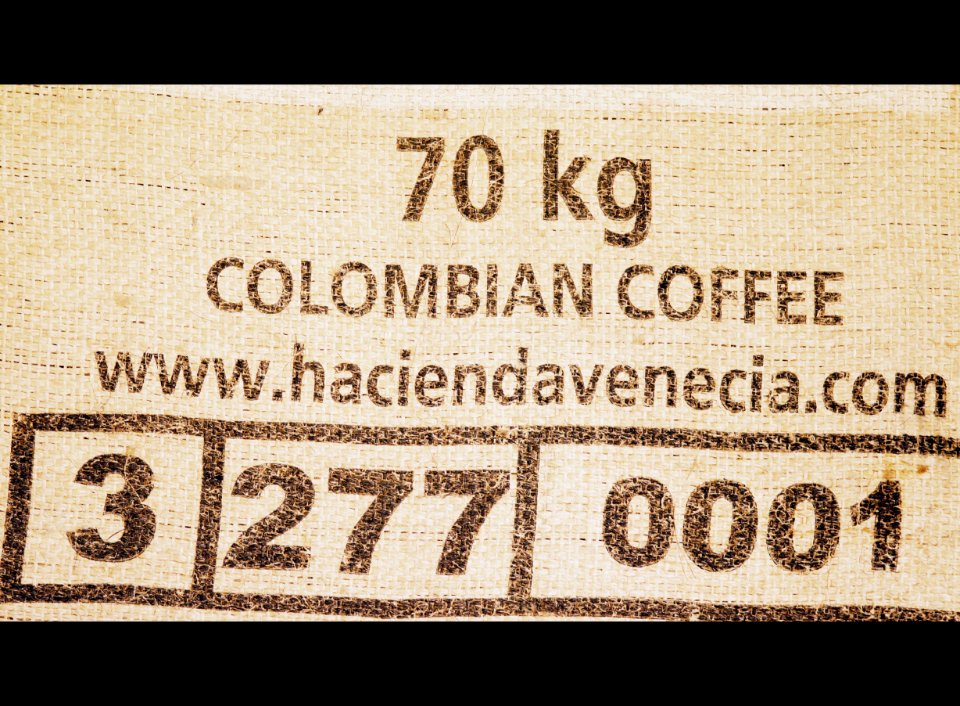 70 kg
COLOMBIAN COFFEE
www.haciendavenecia.com
3 277 0001